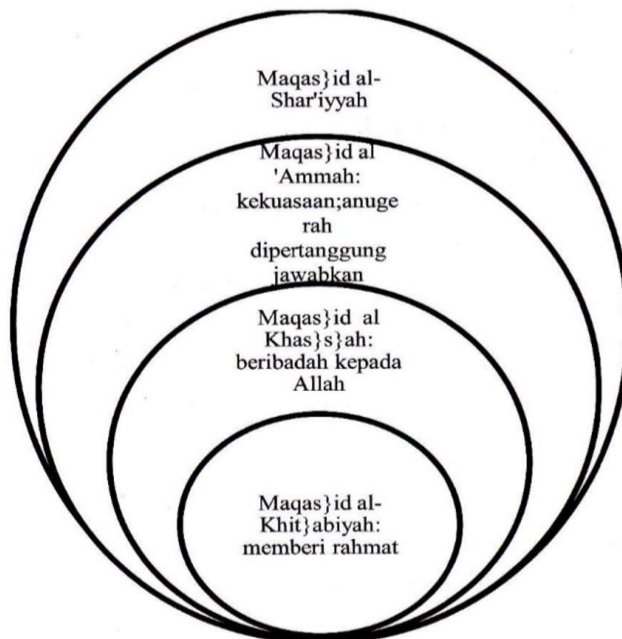 Maqas}id al-
Shar'iyyah
Maqas}id al
'Ammah:
kekuasaan;anuge
rah
dipertanggung
jawabkan
Maqas}id al
Khas}s}ah:
beribadah kepada
Allah
Maqas}id al-
Khit}abiyah:
memberi rahmat